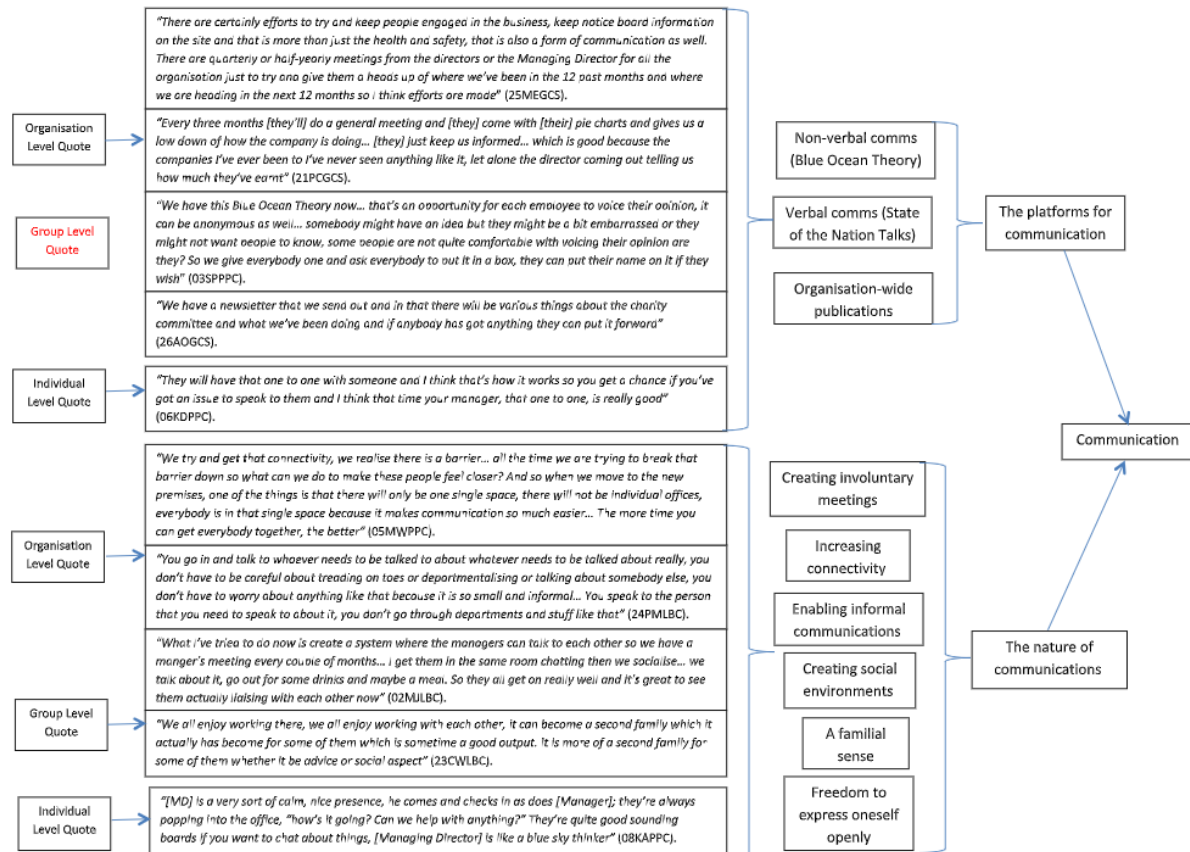 "There are certainly efforts to try and keep people engaged in the business, keep notice board information
on the site and that is more than just the health and safety, that is also a form of communication as well.
There are quarterly or half-yearly meetings from the directors or the Managing Director for all the
organisation just to try and give them a heads up of where we've been in the 12 past months and where
we are heading in the next 12 months so I think efforts are made" (25MEGCS).
Organisation
Level Quote
"Every three months [they'll] do a general meeting and [they] come with [their] pie charts and gives us a
low down of how the company is doing... [they] just keep us informed... which is good because the
companies I've ever been to I've never seen anything like it, let alone the director coming out telling us
how much they've earnt" (21PCGCS).
Group Level
Quote
"We have this Blue Ocean Theory now... that's an opportunity for each employee to voice their opinion, it
can be anonymous as well... somebody might have an idea but they might be a bit embarrassed or they
might not want people to know, some people are not quite comfortable with voicing their opinion are
they? So we give everybody one and ask everybody to put it in a box, they can put their name on it if they
wish" (03SPPPC).
"We have a newsletter that we send out and in that there will be various things about the charity
committee and what we've been doing and if anybody has got anything they can put it forward"
(26AOGCS).
Individual
Level Quote
"They will have that one to one with someone and I think that's how it works so you get a chance if you've
got an issue to speak to them and I think that time your manager, that one to one, is really good"
(06KDPPC).
Non-verbal comms
(Blue Ocean Theory)
Verbal comms (State
of the Nation Talks)
Organisation-wide
publications
The platforms for
communication
Communication
"We try and get that connectivity, we realise there is a barrier... all the time we are trying to break that
barrier down so what can we do to make these people feel closer? And so when we move to the new
premises, one of the things is that there will only be one single space, there will not be individual offices,
everybody is in that single space because it makes communication so much easier... The more time you
can get everybody together, the better" (05MWPPC).
Organisation
Level Quote
"You go in and talk to whoever needs to be talked to about whatever needs to be talked about really, you
don't have to be careful about treading on toes or departmentalising or talking about somebody else, you
don't have to worry about anything like that because it is so small and informal... You speak to the person
that you need to speak to about it, you don't go through departments and stuff like that" (24PMLBC).
"What I've tried to do now is create a system where the managers can talk to each other so we have a
manger's meeting every couple of months... I get them in the same room chatting then we socialise... we
talk about it, go out for some drinks and maybe a meal. So they all get on really well and it's great to see
them actually liaising with each other now" (02MJLBC).
Group Level
Quote
"We all enjoy working there, we all enjoy working with each other, it can become a second family which it
actually has become for some of them which is sometime a good output. It is more of a second family for
some of them whether it be advice or social aspect" (23CWLBC).
Individual
Level Quote
"[MD] is a very sort of calm, nice presence, he comes and checks in as does [Manager]; they're always
popping into the office, "how's it going? Can we help with anything?" They're quite good sounding
boards if you want to chat about things, [Managing Director] is like a blue sky thinker" (08KAPPC).
Creating involuntary
meetings
Increasing
connectivity
Enabling informal
communications
Creating social
environments
A familial
sense
Freedom to
express oneself
openly
The nature of
communications